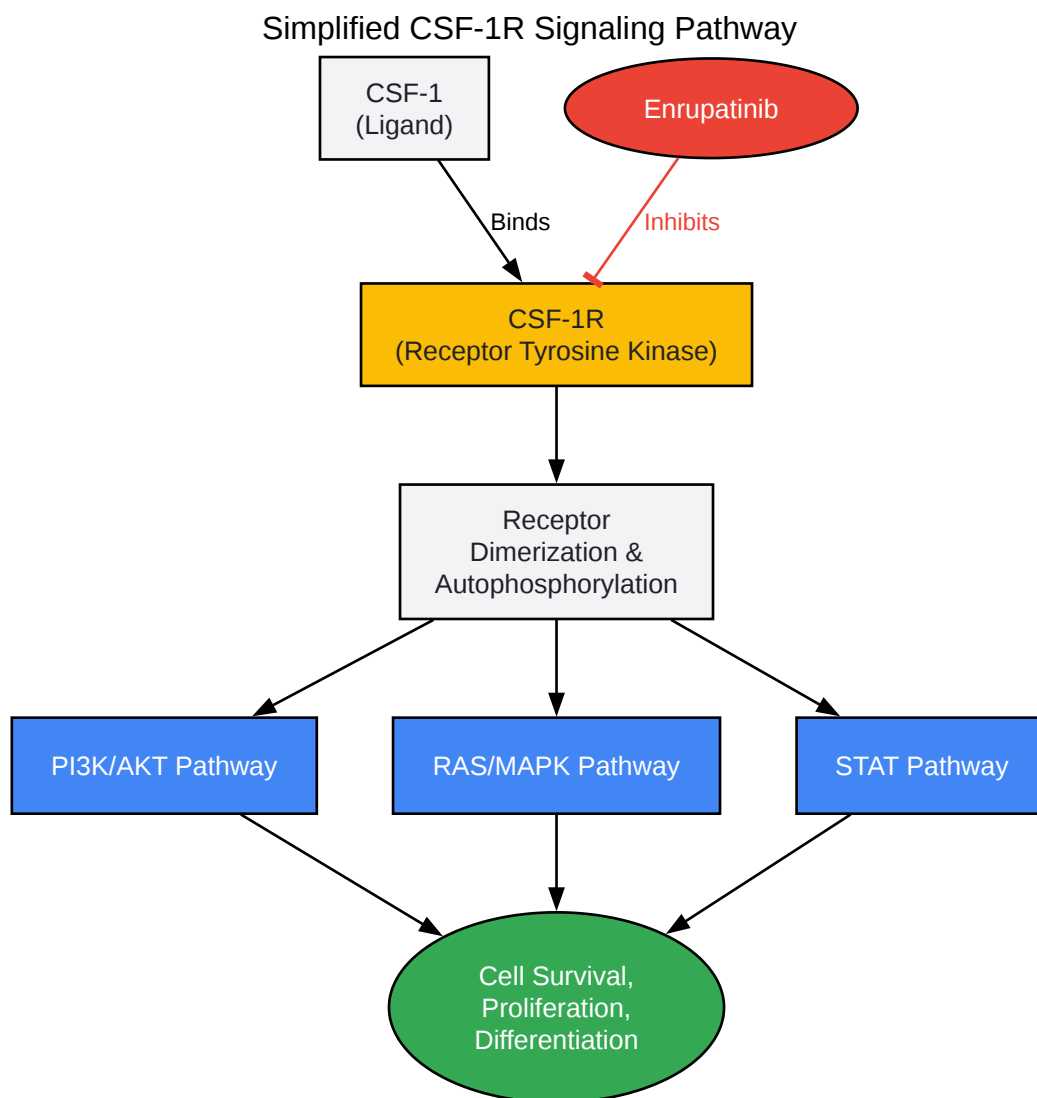 Simplified CSF-1R Signaling Pathway
CSF-1
(Ligand)
Enrupatinib
Binds
Inhibits
CSF-1R
(Receptor Tyrosine Kinase)
Receptor
Dimerization &
Autophosphorylation
PI3K/AKT Pathway
RAS/MAPK Pathway
STAT Pathway
Cell Survival,
Proliferation,
Differentiation